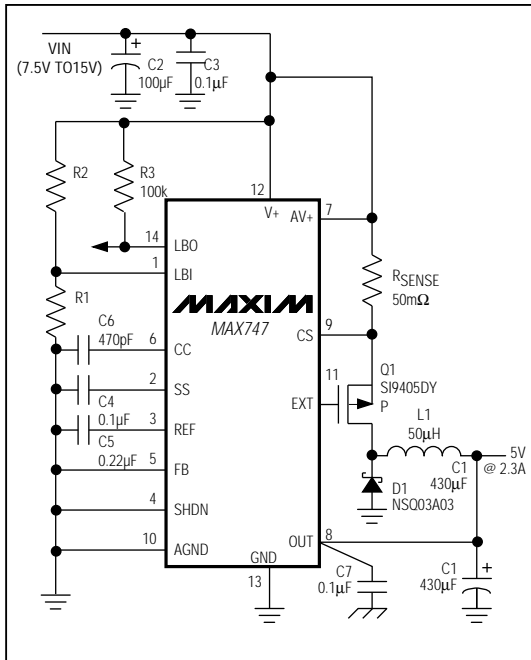 VIN
(7.5V TO15V)
+
C2
100µF
C3
0.1µF
R2
R3
100k
12
V+
AV+
7
14
LBO
1
LBI
RSENSE
50mΩ
MAXIM
MAX747
R1
C6
470pF
6
CC
CS
9
2
SS
C4
0.1µF
3
REF
C5
0.22µF
5
FB
EXT
11
Q1
SI9405DY
P
L1
50µH
5V
@ 2.3A
C1
430µF
D1
NSQ03A03
4
SHDN
10
AGND
OUT
8
GND
13
C7
0.1µF
C1
430µF
+